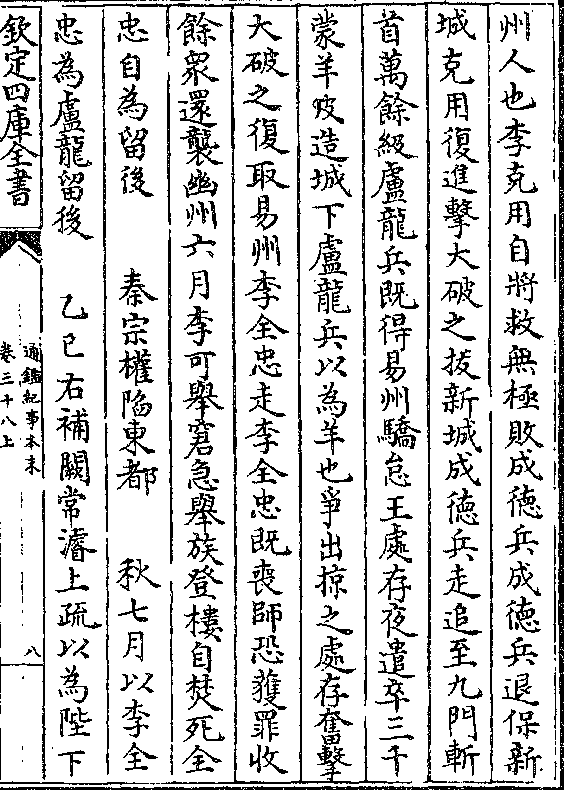 州人也李克用自將救無極敗成徳兵成徳兵退保新
城克用復進擊大破之拔新城成徳兵走追至九門斬
首萬餘級盧龍兵既得易州驕怠王處存夜遣卒三千
蒙羊皮造城下盧龍兵以為羊也爭出掠之處存奮擊
大破之復取易州李全忠走李全忠既喪師恐獲罪收
餘衆還襲幽州六月李可舉窘急舉族登樓自焚死全
忠自為留後 秦宗權陷東都 秋七月以李全
忠為盧龍留後 乙巳右補闕常濬上疏以為陛下
欽定四庫全書
通鑑紀事本末
卷三十八上
八